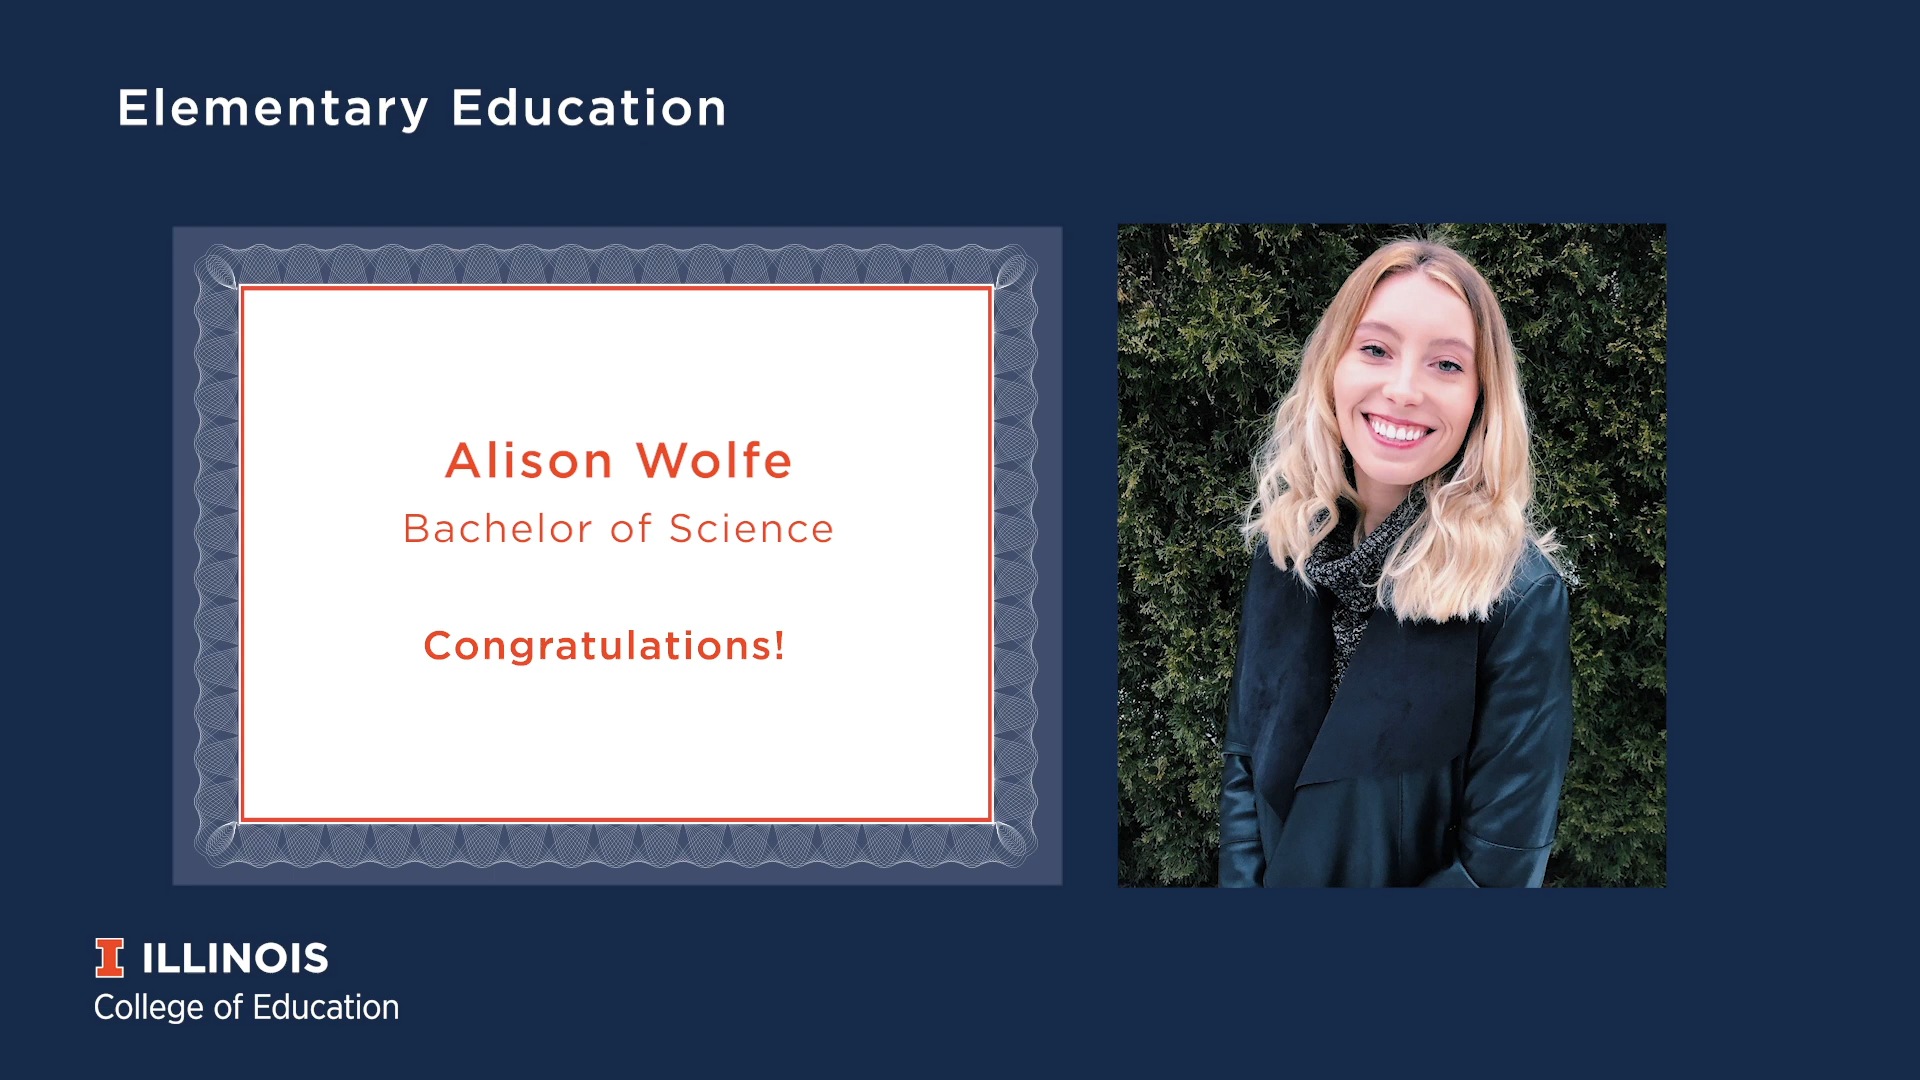 Elementary Education
Alison Wolfe
Bachelor of Science
Congratulations!
I ILLINOIS
College of Education